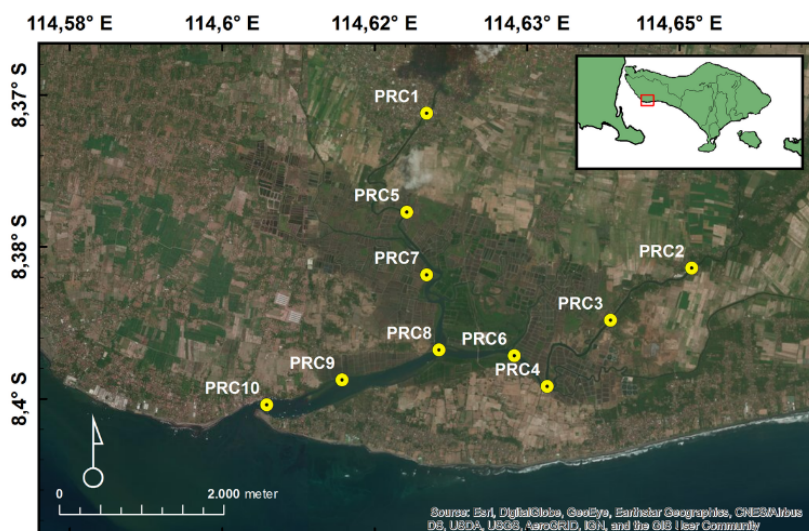 114,58° E 114,6° E 114,62° E 114,63° E 114,65° E
8,37° S
8,38° S
8,4° S
PRC1
PRC5
PRC2
PRC7
PRC3
PRC8
PRC6
PRC4
PRC9
PRC10
0 2.000 meter
Source: Esri, DigitalGlobe, GeoEye, Earthstar Geographics, CNES/Airbus
DS, USDA, USGS, AeroGRID, IGN, and the GIS User Community